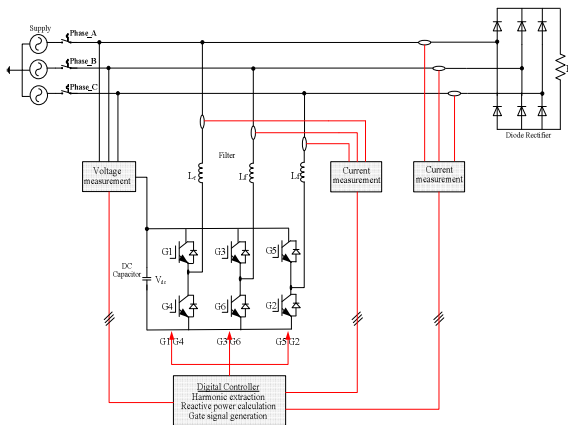 Supply
Phase_A
Phase_B
Phase_C
Diode Rectifier
Voltage
measurement
Filter
Lf
Lf
Lf
Current
measurement
Current
measurement
G1
G3
G5
DC
Capacitor
Vdc
G4
G6
G2
G1 G4
G3 G6
G5 G2
Digital Controller
Harmonic extraction
Reactive power calculation
Gate signal generation